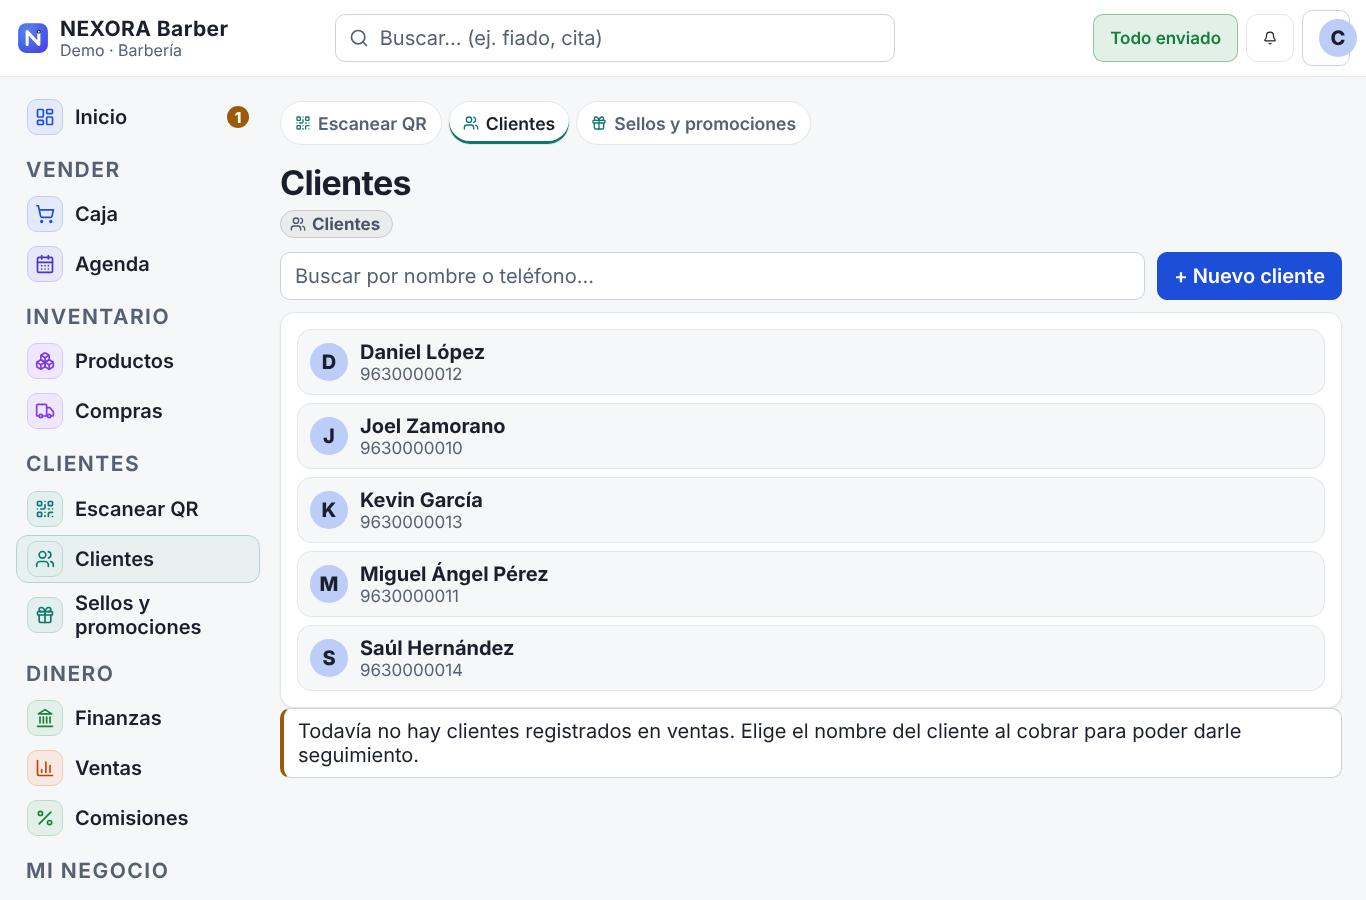 NEXORA Barber
Demo · Barbería
Buscar... (ej. fiado, cita)
Todo enviado
C
Inicio
1
VENDER
Caja
Agenda
INVENTARIO
Productos
Compras
CLIENTES
Escanear QR
Clientes
Sellos y
promociones
DINERO
Finanzas
Ventas
Comisiones
MI NEGOCIO
Escanear QR
Clientes
Sellos y promociones
Clientes
Clientes
Buscar por nombre o teléfono...
+ Nuevo cliente
D
Daniel López
9630000012
J
Joel Zamorano
9630000010
K
Kevin García
9630000013
M
Miguel Ángel Pérez
9630000011
S
Saúl Hernández
9630000014
Todavía no hay clientes registrados en ventas. Elige el nombre del cliente al cobrar para poder darle
seguimiento.